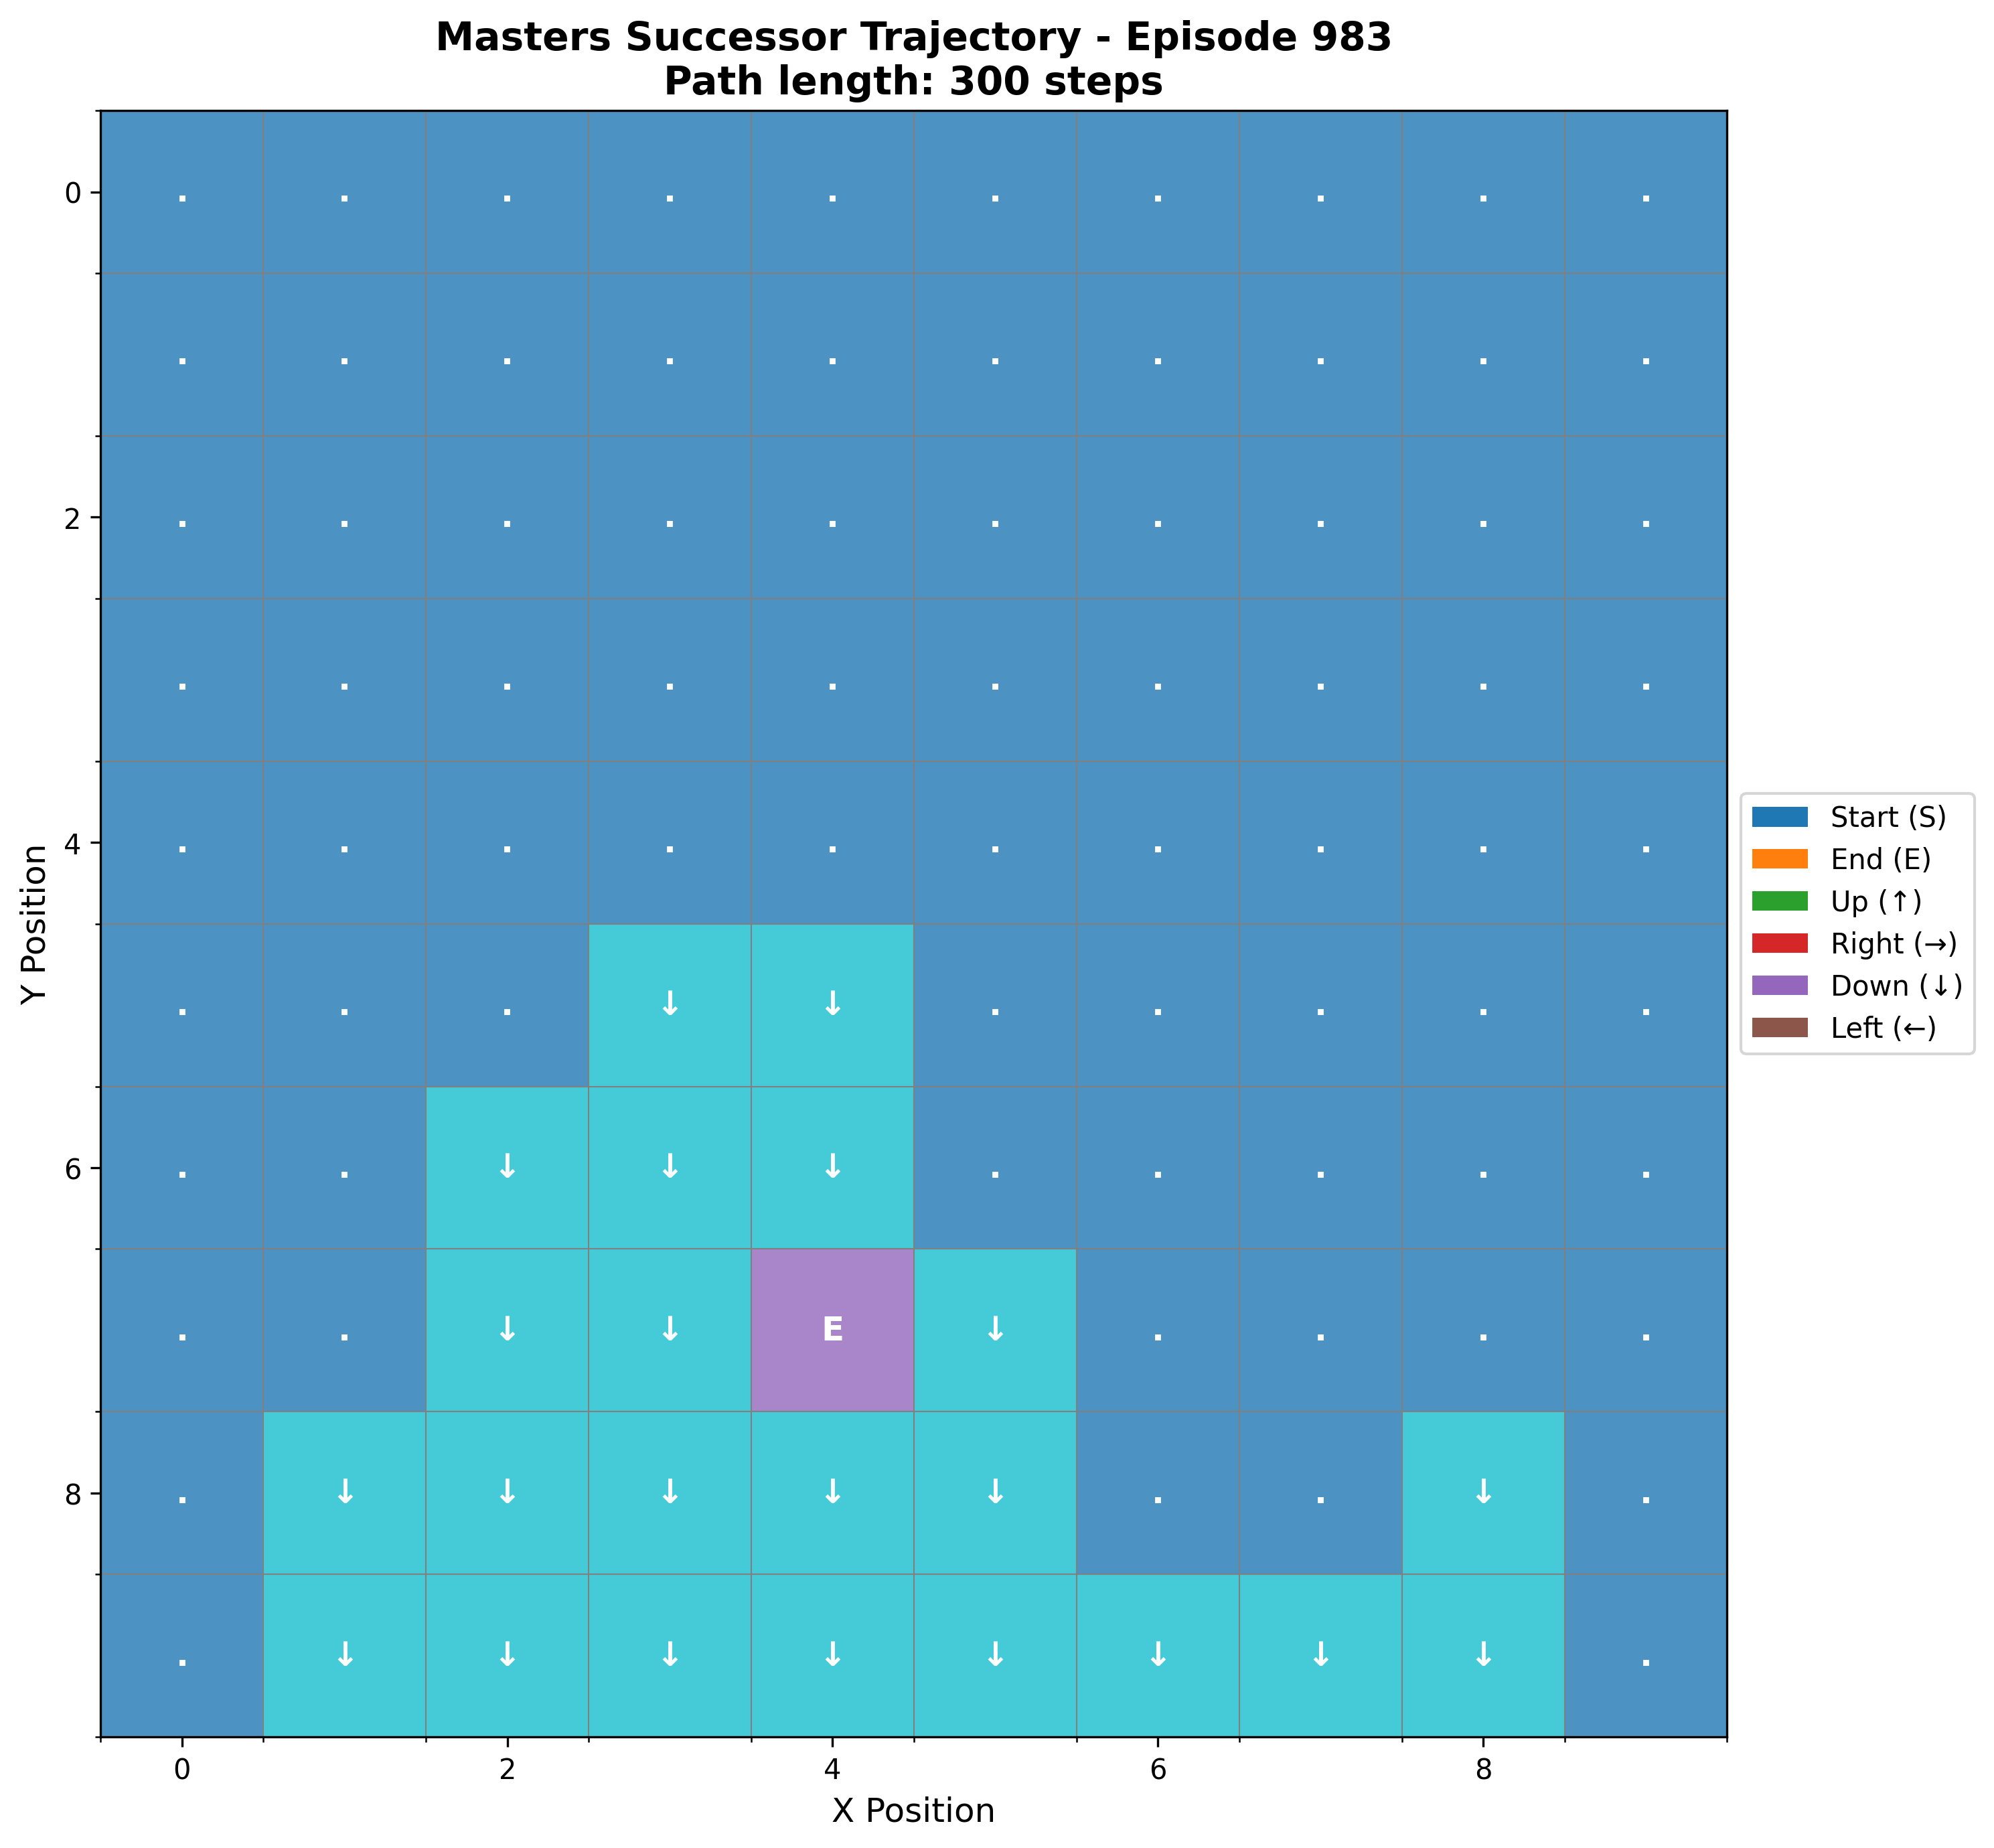 Masters Successor Trajectory - Episode 983
Path length: 300 steps
0 . . . . . . . . . .
. . . . . . . . . .
2 . . . . . . . . . .
. . . . . . . . . .
4 . . . . . . . . . .
. . . ↓ ↓ . . . . .
6 . . ↓ ↓ ↓ . . . . .
. . ↓ ↓ E ↓ . . . .
8 . ↓ ↓ ↓ ↓ ↓ . . ↓ .
. ↓ ↓ ↓ ↓ ↓ ↓ ↓ ↓ .
0 2 4 6 8
X Position
Y Position
Start (S)
End (E)
Up (↑)
Right (→)
Down (↓)
Left (←)